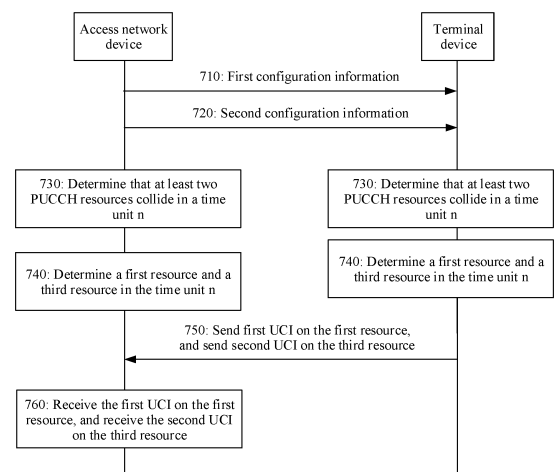 Access network
device
Terminal
device
710: First configuration information
720: Second configuration information
730: Determine that at least two
PUCCH resources collide in a time
unit n
730: Determine that at least two
PUCCH resources collide in a time
unit n
740: Determine a first resource and a
third resource in the time unit n
740: Determine a first resource and a
third resource in the time unit n
750: Send first UCI on the first resource,
and send second UCI on the third resource
760: Receive the first UCI on the first
resource, and receive the second UCI
on the third resource